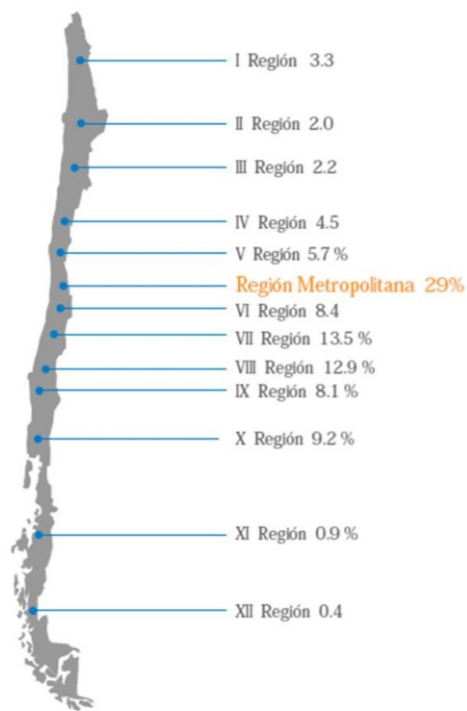 I Región 3.3
II Región 2.0
III Región 2.2
IV Región 4.5
V Región 5.7 %
Región Metropolitana 29%
VI Región 8.4
VII Región 13.5 %
VIII Región 12.9 %
IX Región 8.1 %
X Región 9.2 %
XI Región 0.9 %
XII Región 0.4